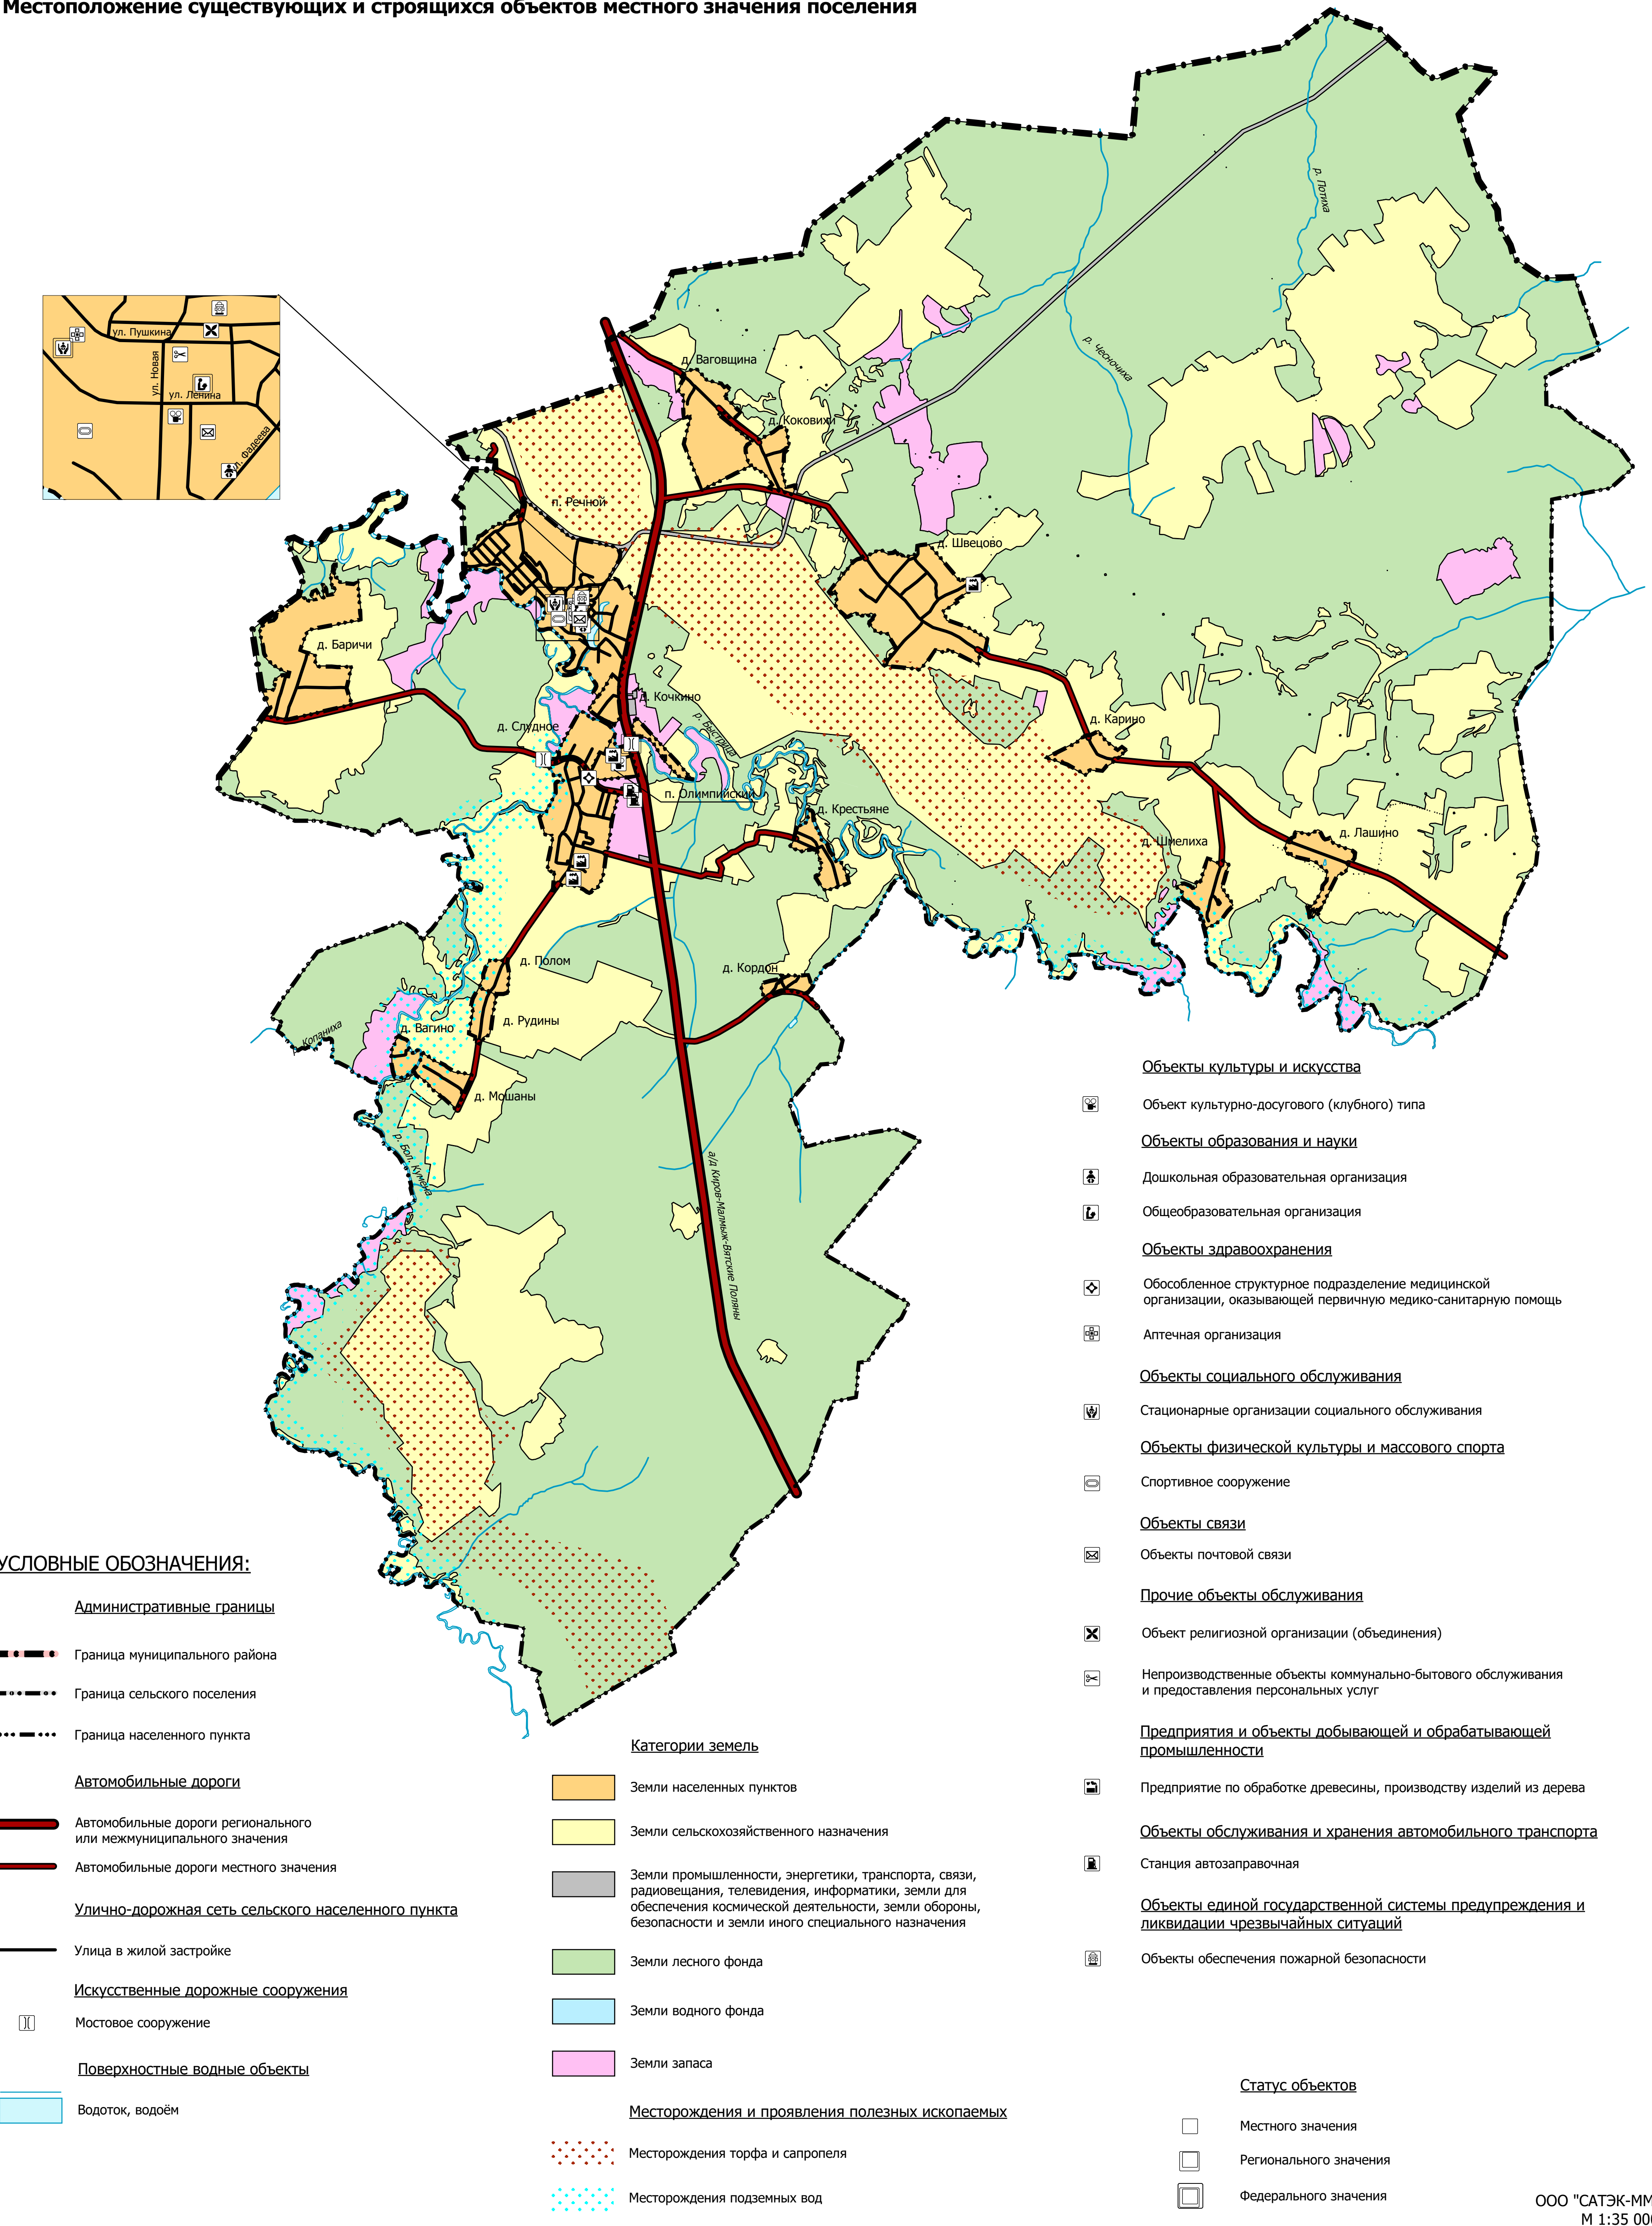 Местоположение существующих и строящихся объектов местного значения поселения
р. Лотиха
р. Чесночиха
ул. Пушкина
ул. Новая
ул. Ленина
ул. Фадеева
д. Ваговщина
д. Коковихи
п. Речной
д. Швецово
д. Баричи
д. Кочкино
р. Быстрица
д. Слудное
д. Карино
п. Олимпийский
д. Крестьяне
д. Шмелиха
д. Лашино
д. Полом
д. Кордон
д. Рудины
д. Вагино
р. Копаниха
д. Мошаны
р. Бол. Кумена
а/д Киров-Малмыж-Вятские Поляны
УСЛОВНЫЕ ОБОЗНАЧЕНИЯ:
Административные границы
Граница муниципального района
Граница сельского поселения
Граница населенного пункта
Автомобильные дороги
Автомобильные дороги регионального
или межмуниципального значения
Автомобильные дороги местного значения
Улично-дорожная сеть сельского населенного пункта
Улица в жилой застройке
Искусственные дорожные сооружения
Мостовое сооружение
Поверхностные водные объекты
Водоток, водоём
Категории земель
Земли населенных пунктов
Земли сельскохозяйственного назначения
Земли промышленности, энергетики, транспорта, связи,
радиовещания, телевидения, информатики, земли для
обеспечения космической деятельности, земли обороны,
безопасности и земли иного специального назначения
Земли лесного фонда
Земли водного фонда
Земли запаса
Месторождения и проявления полезных ископаемых
Месторождения торфа и сапропеля
Месторождения подземных вод
Объекты культуры и искусства
Объект культурно-досугового (клубного) типа
Объекты образования и науки
Дошкольная образовательная организация
Общеобразовательная организация
Объекты здравоохранения
Обособленное структурное подразделение медицинской
организации, оказывающей первичную медико-санитарную помощь
Аптечная организация
Объекты социального обслуживания
Стационарные организации социального обслуживания
Объекты физической культуры и массового спорта
Спортивное сооружение
Объекты связи
Объекты почтовой связи
Прочие объекты обслуживания
Объект религиозной организации (объединения)
Непроизводственные объекты коммунально-бытового обслуживания
и предоставления персональных услуг
Предприятия и объекты добывающей и обрабатывающей
промышленности
Предприятие по обработке древесины, производству изделий из дерева
Объекты обслуживания и хранения автомобильного транспорта
Станция автозаправочная
Объекты единой государственной системы предупреждения и
ликвидации чрезвычайных ситуаций
Объекты обеспечения пожарной безопасности
Статус объектов
Местного значения
Регионального значения
Федерального значения
ООО "САТЭК-ММ
М 1:35 000